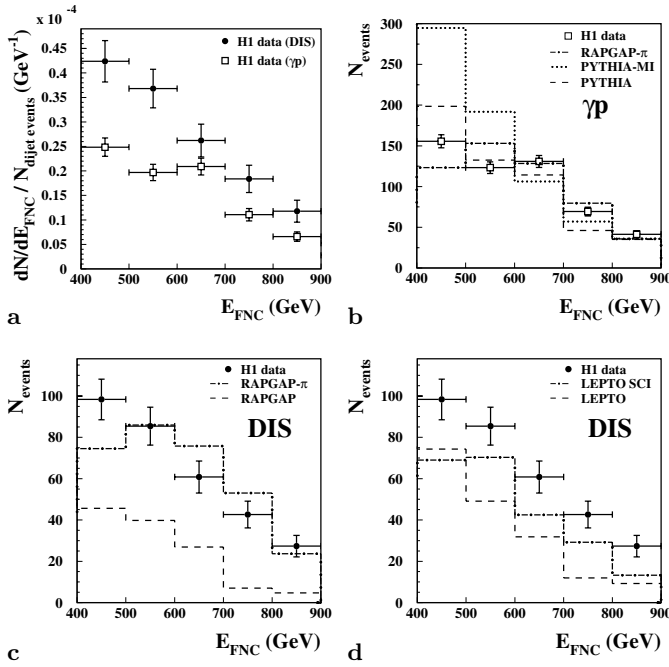 x 10⁻⁴
dN/dE_FNC / N_dijet events (GeV⁻¹)
0.45
0.4
0.35
0.3
0.25
0.2
0.15
0.1
0.05
0
H1 data (DIS)
H1 data (γp)
400 500 600 700 800 900
E_FNC (GeV)
a
N_events
300
250
200
150
100
50
0
H1 data
RAPGAP-π
PYTHIA-MI
PYTHIA
γp
400 500 600 700 800 900
E_FNC (GeV)
b
N_events
100
80
60
40
20
0
H1 data
RAPGAP-π
RAPGAP
DIS
400 500 600 700 800 900
E_FNC (GeV)
c
N_events
100
80
60
40
20
0
H1 data
LEPTO SCI
LEPTO
DIS
400 500 600 700 800 900
E_FNC (GeV)
d